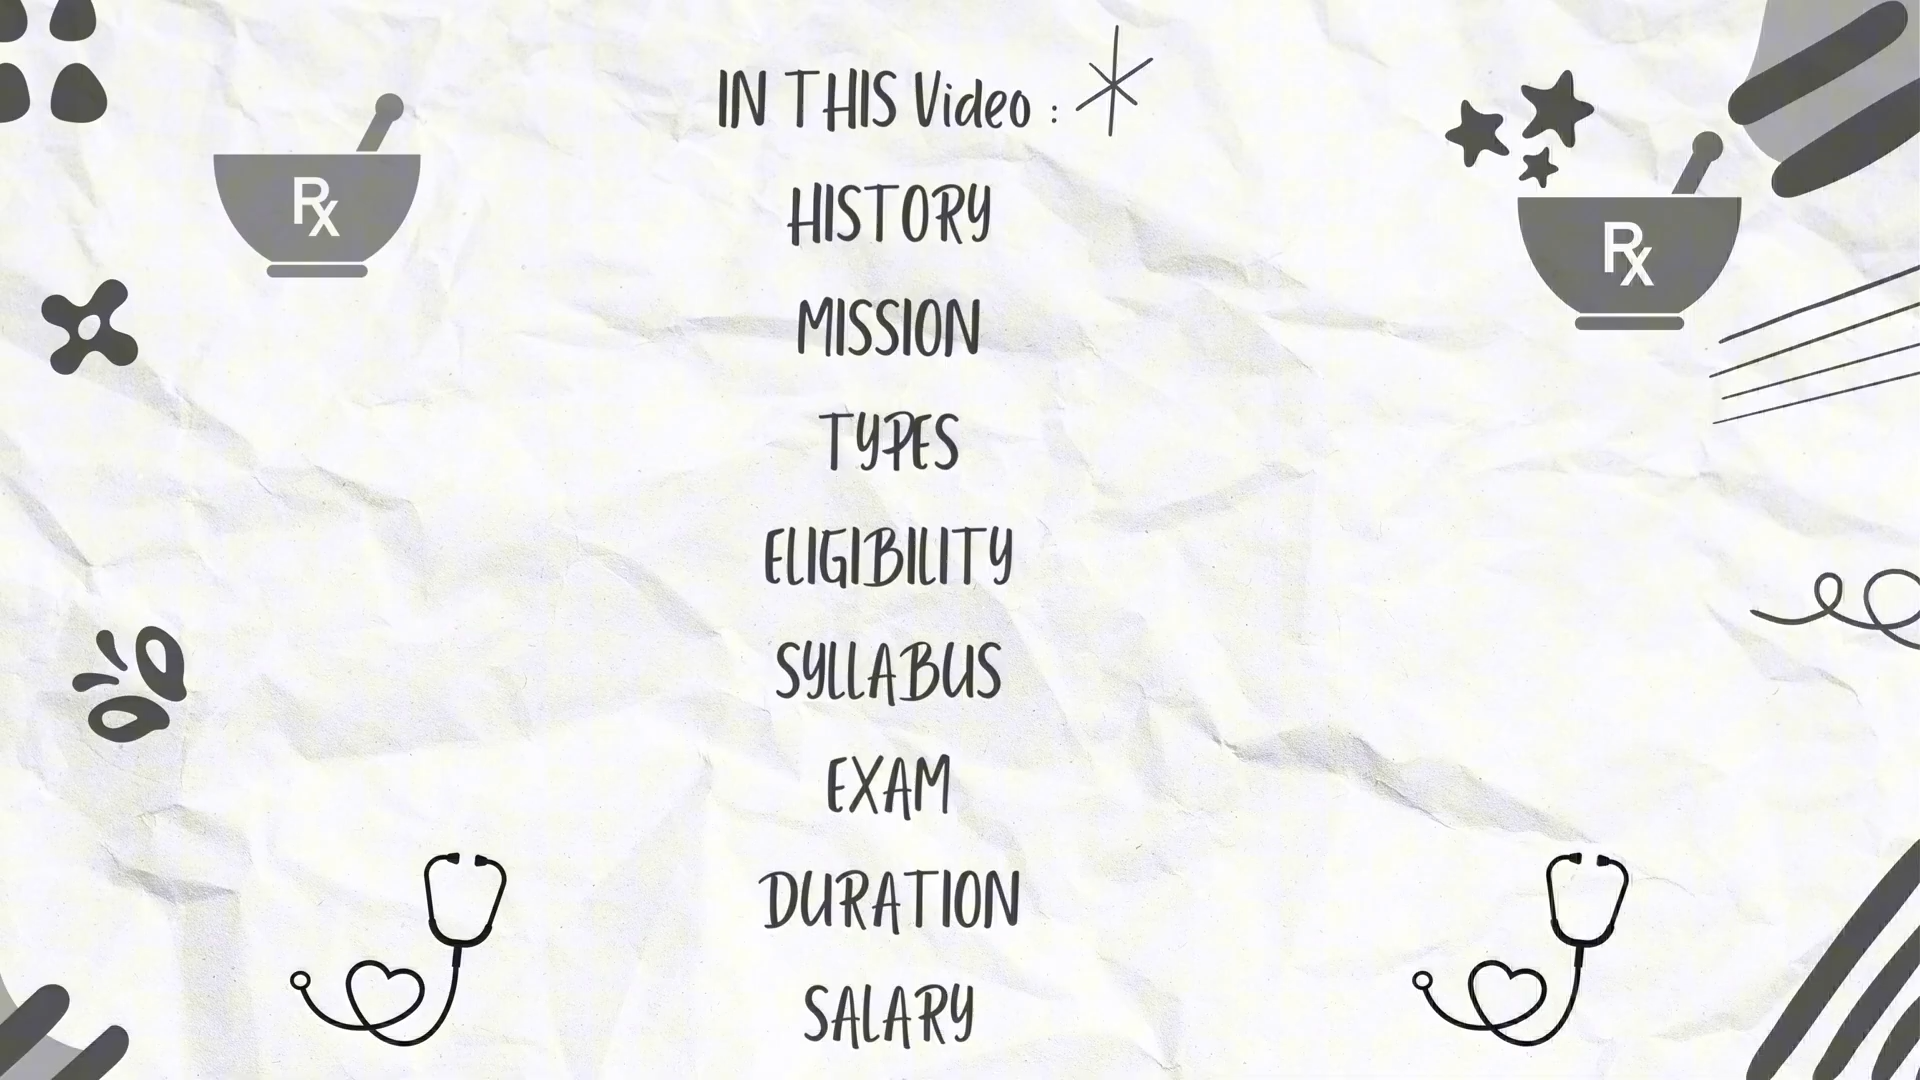 IN THIS Video :
Rx
Rx
HISTORY
MISSION
TYPES
ELIGIBILITY
SYLLABUS
EXAM
DURATION
SALARY